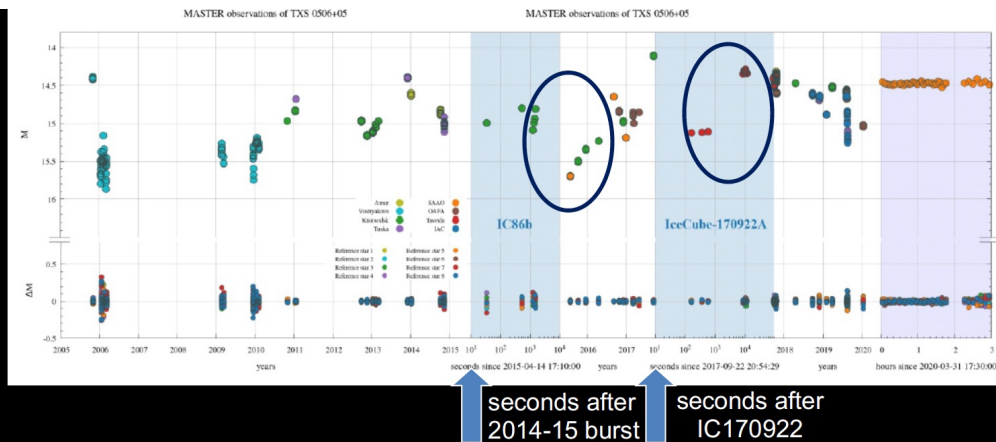 MASTER observations of TXS 0506+05 MASTER observations of TXS 0506+05
14
14.5
15
15.5
16
M
Amur SAAO
Vostryakovo OAFA
Kislovodsk Tavrida
Tunka IAC
IC86b IceCube-170922A
Reference star 1 Reference star 5
Reference star 2 Reference star 6
Reference star 3 Reference star 7
Reference star 4 Reference star 8
0.5
0
-0.5
ΔM
2005 2006 2007 2008 2009 2010 2011 2012 2013 2014 2015 10¹ 10² 10³ 10⁴ 2016 2017 10¹ 10² 10³ 10⁴ 2018 2019 2020 0 1 2 3
years seconds since 2015-04-14 17:10:00 years seconds since 2017-09-22 20:54:29 years hours since 2020-03-31 17:30:00
seconds after
2014-15 burst
seconds after
IC170922